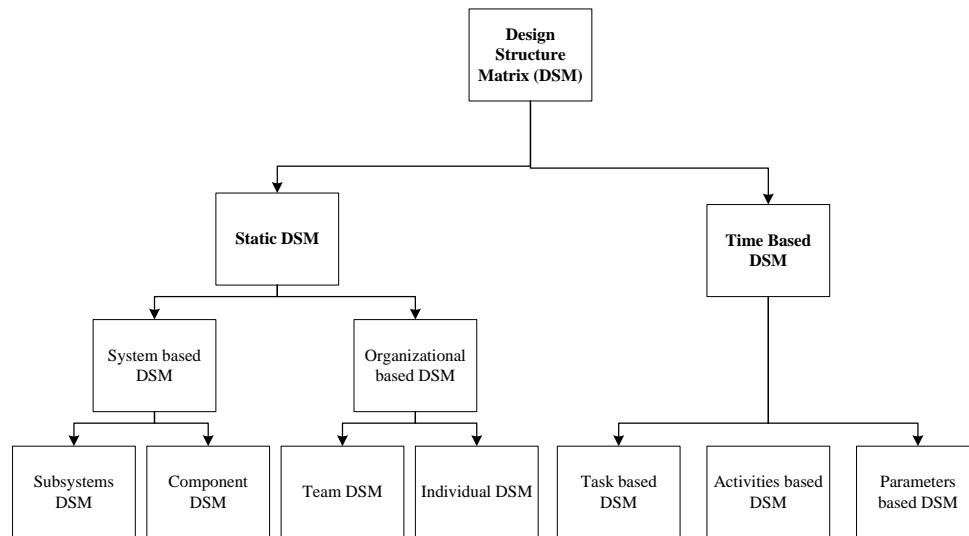 Design
Structure
Matrix (DSM)
Static DSM
Time Based
DSM
System based
DSM
Organizational
based DSM
Subsystems
DSM
Component
DSM
Team DSM
Individual DSM
Task based
DSM
Activities based
DSM
Parameters
based DSM